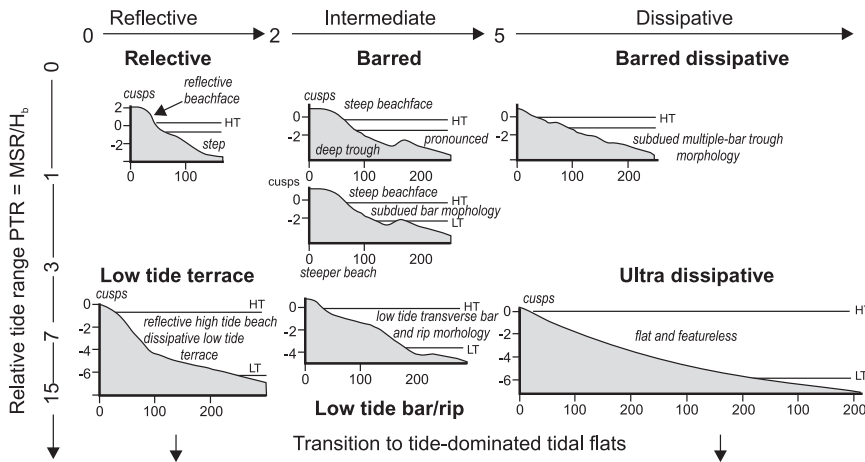 Reflective
Intermediate
Dissipative
0
2
5
Relective
Barred
Barred dissipative
Relative tide range PTR = MSR/Hb
0
1
3
7
15
cusps
reflective
beachface
2
0
-2
HT
step
0
100
cusps
steep beachface
0
-2
HT
pronounced
deep trough
0
100
200
0
-2
HT
subdued multiple-bar trough
morphology
0
100
200
cusps
steep beachface
0
-2
HT
subdued bar mophology
LT
0
100
200
steeper beach
Low tide terrace
Ultra dissipative
cusps
0
-2
-4
-6
HT
reflective high tide beach
dissipative low tide
terrace
LT
0
100
200
0
-2
-4
HT
low tide transverse bar
and rip morhology
LT
0
100
200
Low tide bar/rip
cusps
0
-2
-4
-6
HT
flat and featureless
LT
0
100
100
100
200
100
200
Transition to tide-dominated tidal flats